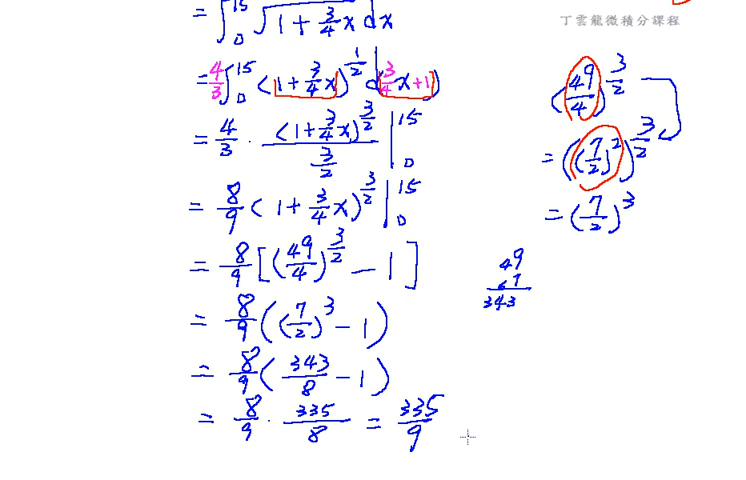 = ∫₀¹⁵ √(1 + 3/4 x) dx
丁雲龍微積分課程
= 4/3 ∫₀¹⁵ (1 + 3/4 x)^(1/2) d(3/4 x + 1)
(49/4)^(3/2)
= 4/3 · (1 + 3/4 x)^(3/2) / (3/2) |₀¹⁵
= ((7/2)²)^(3/2)
= 8/9 (1 + 3/4 x)^(3/2) |₀¹⁵
= (7/2)³
= 8/9 [(49/4)^(3/2) - 1]
49
343
= 8/9 ((7/2)³ - 1)
= 8/9 (343/8 - 1)
= 8/9 · 335/8 = 335/9